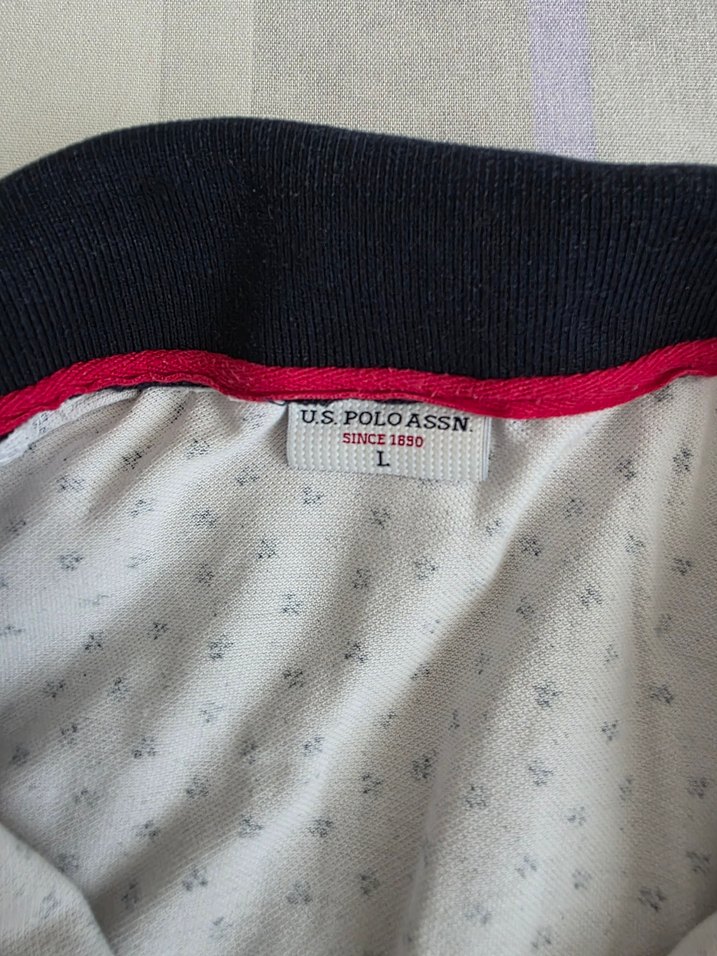 U.S. POLO ASSN.
SINCE 1890
L